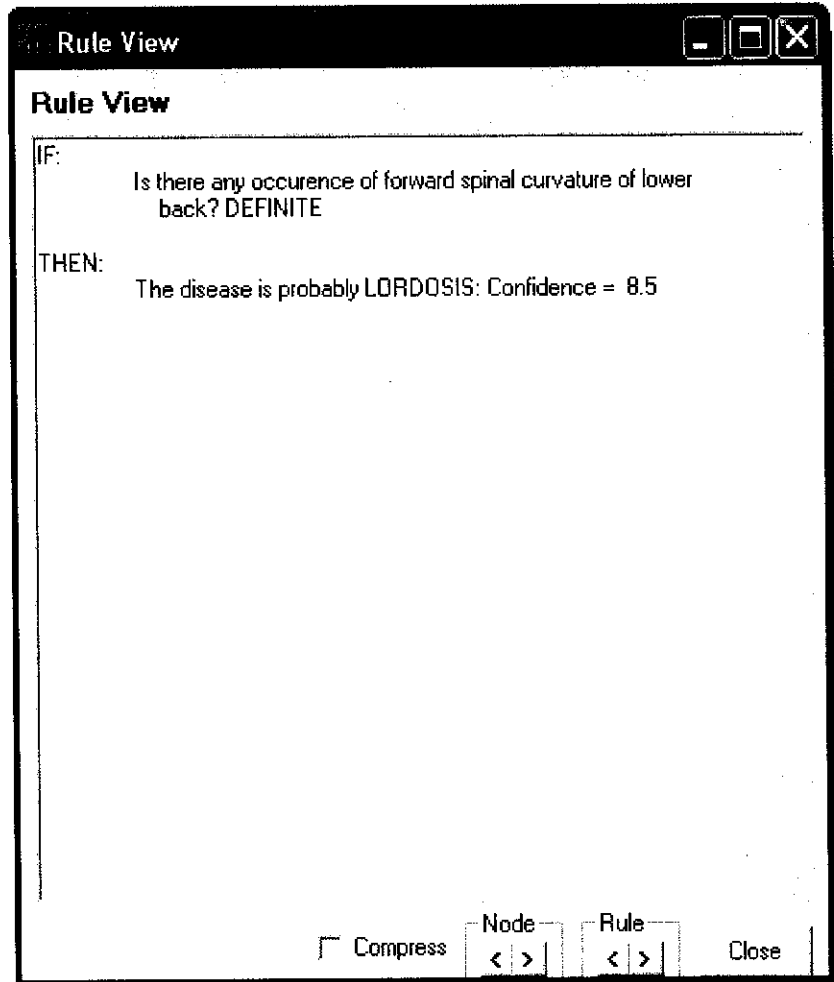 Rule View
Rule View
IF:
Is there any occurence of forward spinal curvature of lower
back? DEFINITE
THEN:
The disease is probably LORDOSIS: Confidence = 8.5
Compress
Node
< >
Rule
< >
Close